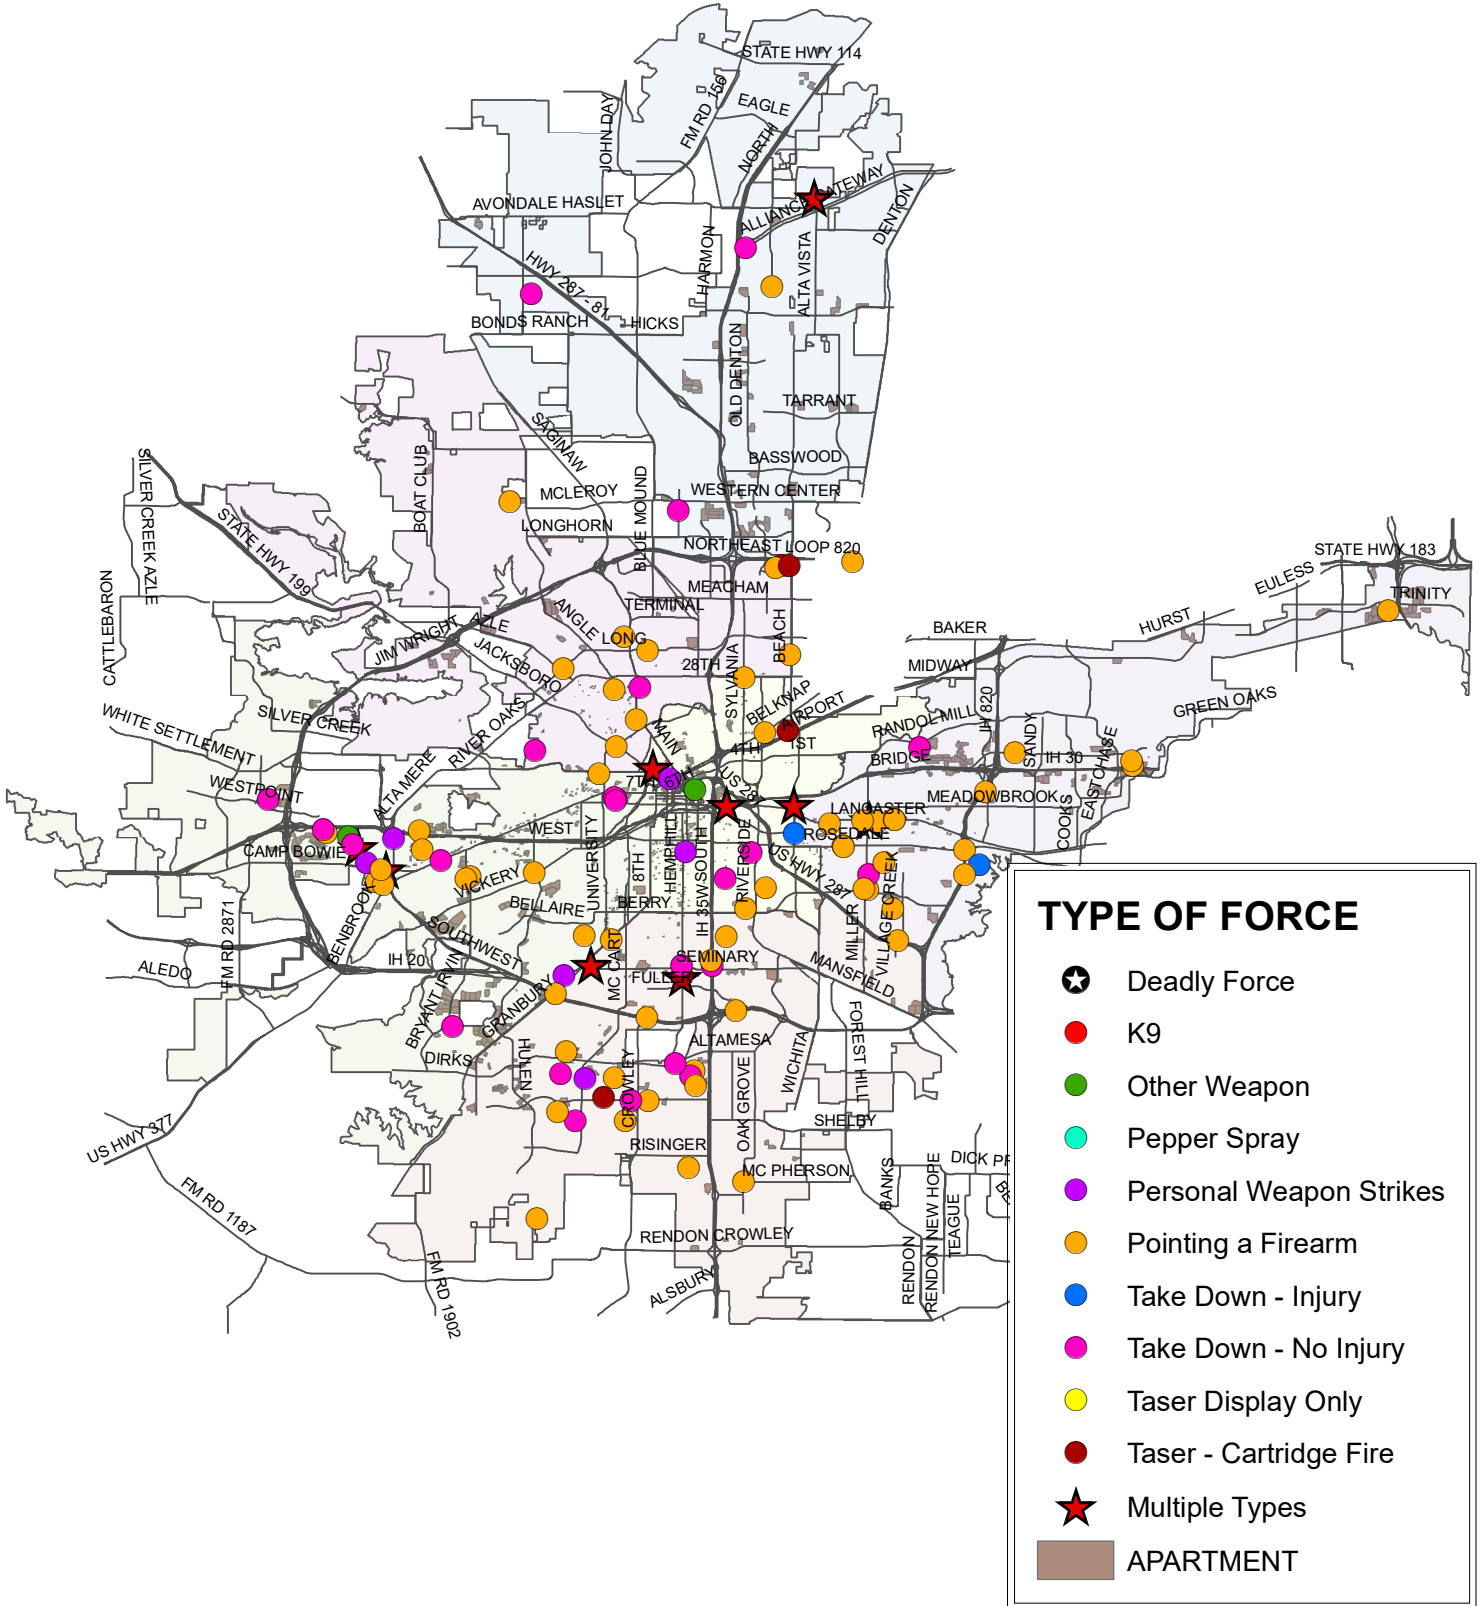 STATE HWY 114
EAGLE
FM RD 156
JOHN DAY
NORTH
ALLIANCE GATEWAY
AVONDALE HASLET
DENTON
HARMON
ALTA VISTA
HWY 287 - 81
BONDS RANCH
HICKS
OLD DENTON
TARRANT
SAGINAW
BASSWOOD
BOAT CLUB
MCLEROY
WESTERN CENTER
BLUE MOUND
LONGHORN
SILVER CREEK AZLE
STATE HWY 199
NORTHEAST LOOP 820
STATE HWY 183
MEACHAM
EULESS
TRINITY
CATTLEBARON
TERMINAL
ANGLE
AZLE
LONG
BEACH
HURST
BAKER
JIM WRIGHT
JACKSBORO
28TH
MIDWAY
SYLVANIA
BELKNAP
AIRPORT
GREEN OAKS
IH 820
SILVER CREEK
RIVER OAKS
WHITE SETTLEMENT
MAIN
RANDOL MILL
SANDY
4TH
1ST
BRIDGE
IH 30
EASTCHASE
ALTAMERE
WESTPOINT
7TH
6TH
US 287
MEADOWBROOK
LANCASTER
COOKS
WEST
ROSEDALE
CAMP BOWIE
UNIVERSITY
HEMPHILL
IH 35W SOUTH
RIVERSIDE
US HWY 287
8TH
VICKERY
VILLAGE CREEK
BENBROOK
BELLAIRE
BERRY
FM RD 2871
SOUTHWEST
MILLER
TYPE OF FORCE
IH 20
MC CART
SEMINARY
MANSFIELD
ALEDO
BRYANT IRVIN
FULLER
Deadly Force
GRANBURY
K9
FOREST HILL
DIRKS
HULEN
ALTAMESA
WICHITA
CROWLEY
OAK GROVE
Other Weapon
SHELBY
US HWY 377
RISINGER
Pepper Spray
MC PHERSON
DICK PR
BANKS
RENDON NEW HOPE
TEAGUE
BE
Personal Weapon Strikes
FM RD 1187
RENDON CROWLEY
Pointing a Firearm
RENDON
FM RD 1902
ALSBURY
Take Down - Injury
Take Down - No Injury
Taser Display Only
Taser - Cartridge Fire
Multiple Types
APARTMENT